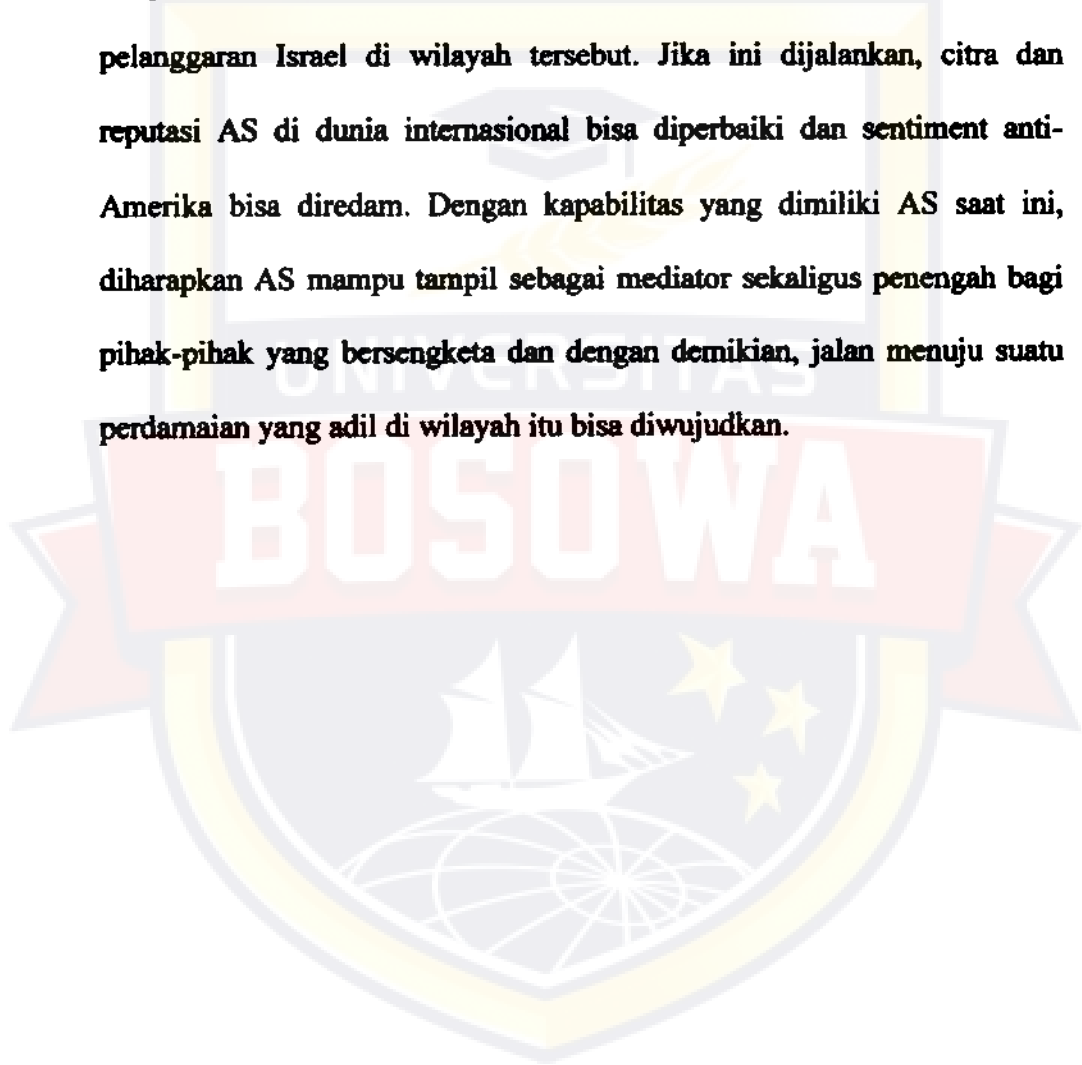 pelanggaran Israel di wilayah tersebut. Jika ini dijalankan, citra dan
reputasi AS di dunia internasional bisa diperbaiki dan sentiment anti-
Amerika bisa diredam. Dengan kapabilitas yang dimiliki AS saat ini,
diharapkan AS mampu tampil sebagai mediator sekaligus penengah bagi
pihak-pihak yang bersengketa dan dengan demikian, jalan menuju suatu
perdamaian yang adil di wilayah itu bisa diwujudkan.
UNIVERSITAS
BOSOWA